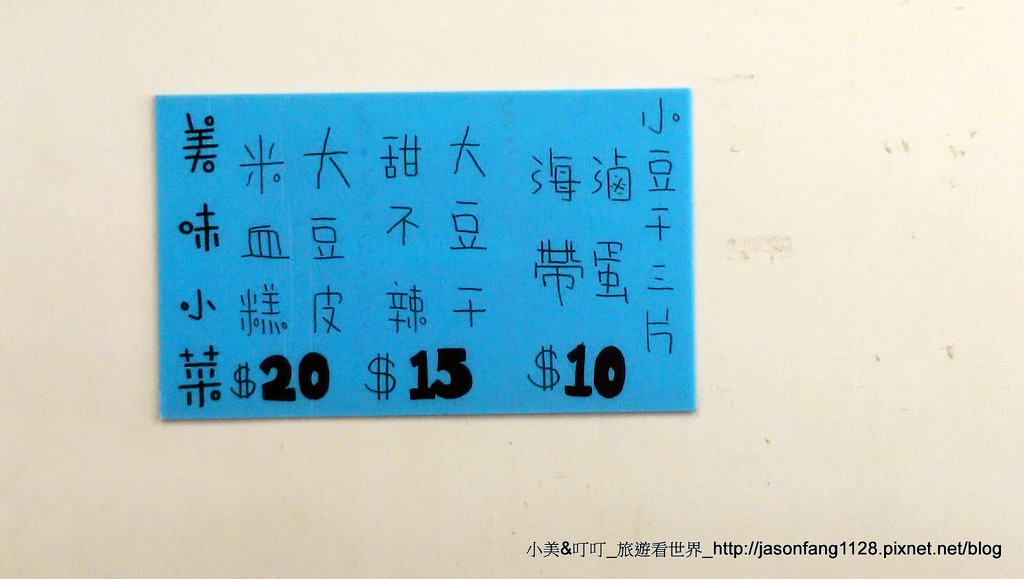 小豆干三片
滷蛋
海帶
$10
大豆干
甜不辣
$15
大豆皮
米血糕
$20
美味小菜
小美&叮叮_旅遊看世界_http://jasonfang1128.pixnet.net/blog